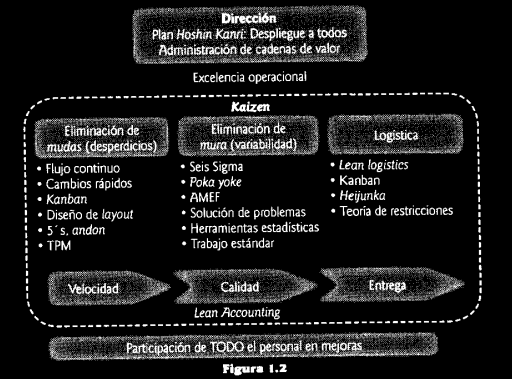 Dirección
Plan Hoshin Kanri: Despliegue a todos
Administración de cadenas de valor
Excelencia operacional
Kaizen
Eliminación de
mudas (desperdicios)
• Flujo continuo
• Cambios rápidos
• Kanban
• Diseño de layout
• 5´s, andon
• TPM
Eliminación de
mura (variabilidad)
• Seis Sigma
• Poka yoke
• AMEF
• Solución de problemas
• Herramientas estadísticas
• Trabajo estándar
Logística
• Lean logistics
• Kanban
• Heijunka
• Teoría de restricciones
Velocidad
Calidad
Entrega
Lean Accounting
Participación de TODO el personal en mejoras
Figura 1.2